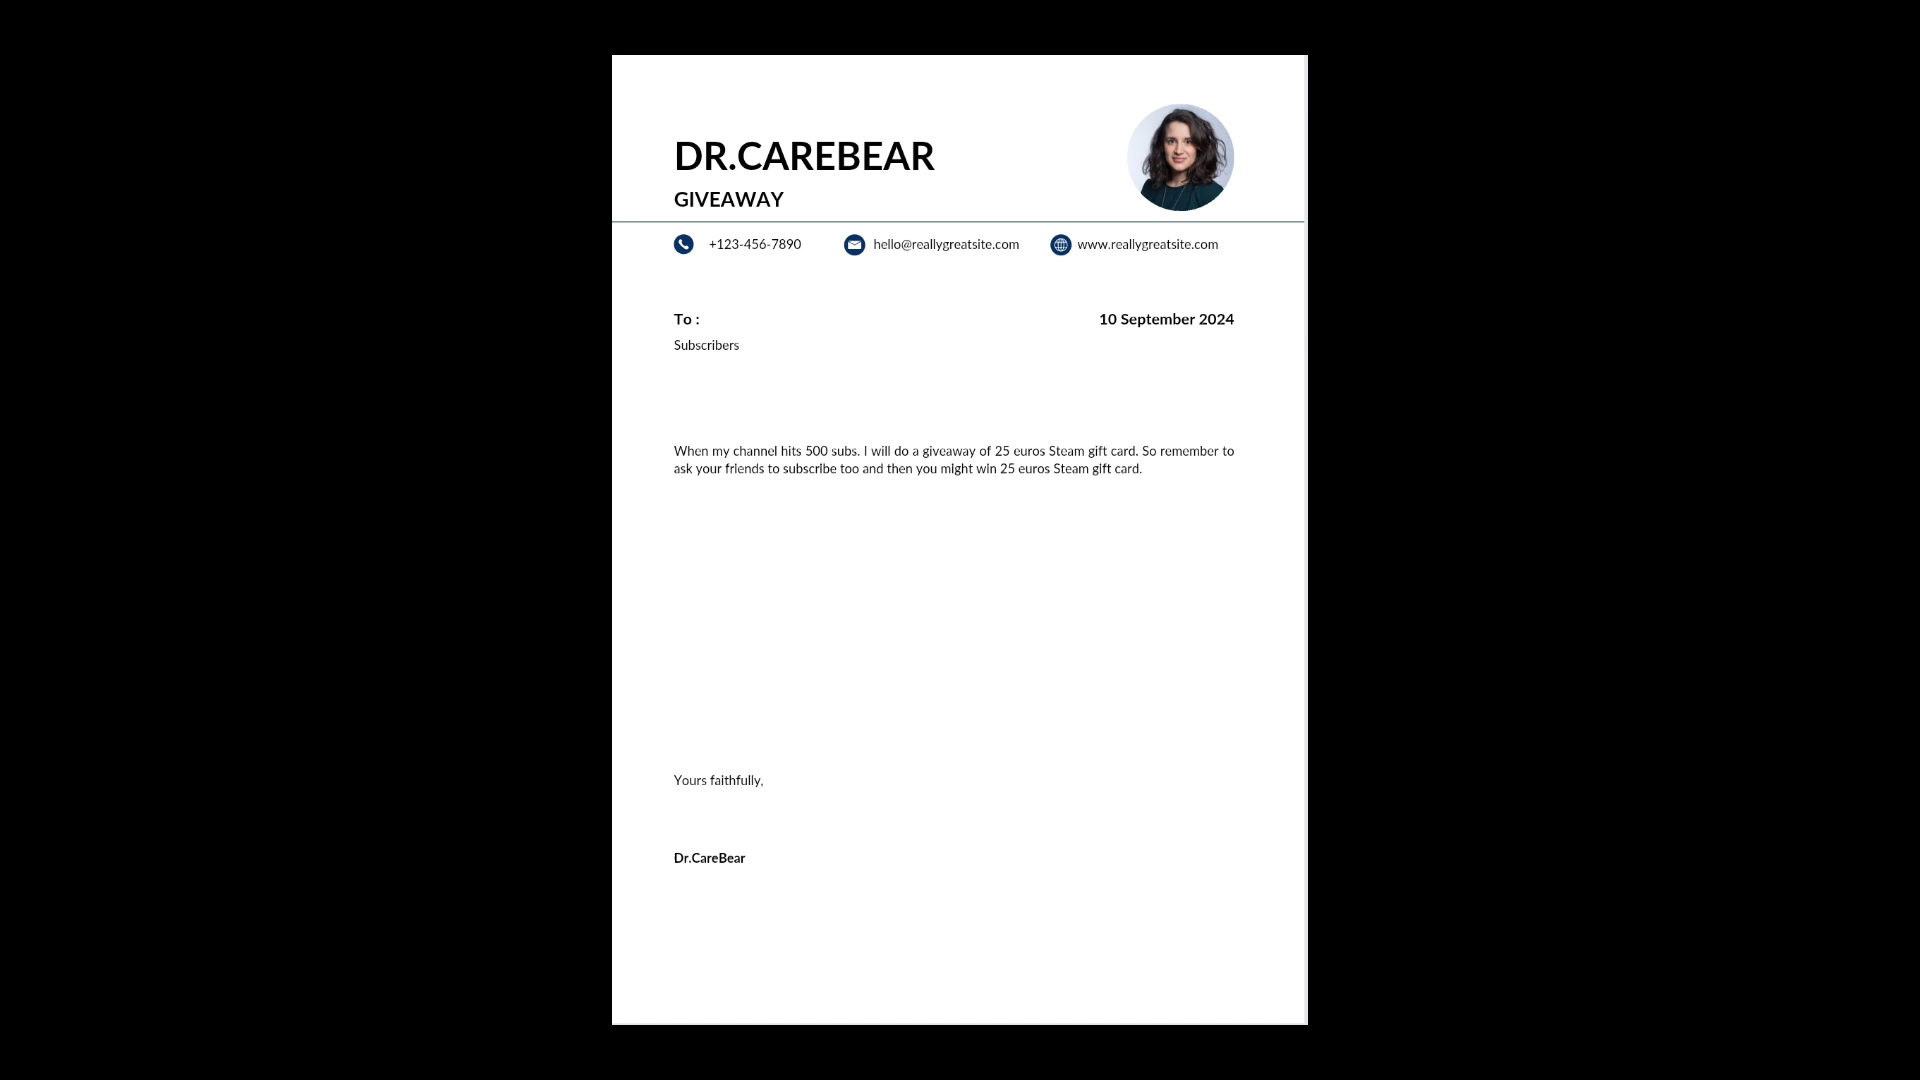 DR.CAREBEAR
GIVEAWAY
+123-456-7890
hello@reallygreatsite.com
www.reallygreatsite.com
To :
10 September 2024
Subscribers
When my channel hits 500 subs. I will do a giveaway of 25 euros Steam gift card. So remember to
ask your friends to subscribe too and then you might win 25 euros Steam gift card.
Yours faithfully,
Dr.CareBear